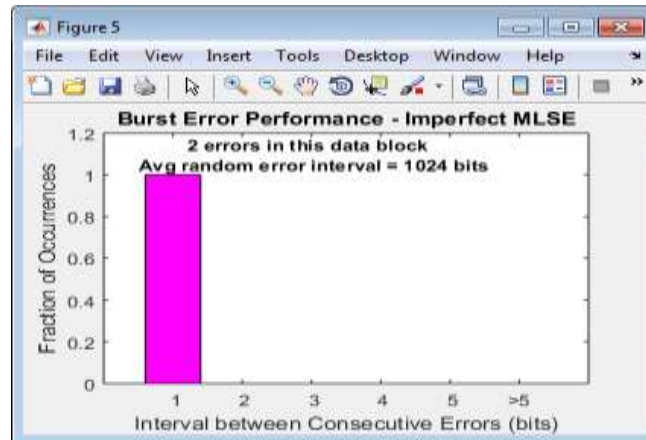 Figure 5
File Edit View Insert Tools Desktop Window Help
Burst Error Performance - Imperfect MLSE
2 errors in this data block
Avg random error interval = 1024 bits
Fraction of Occurrences
1.2
1
0.8
0.6
0.4
0.2
0
1 2 3 4 5 >5
Interval between Consecutive Errors (bits)